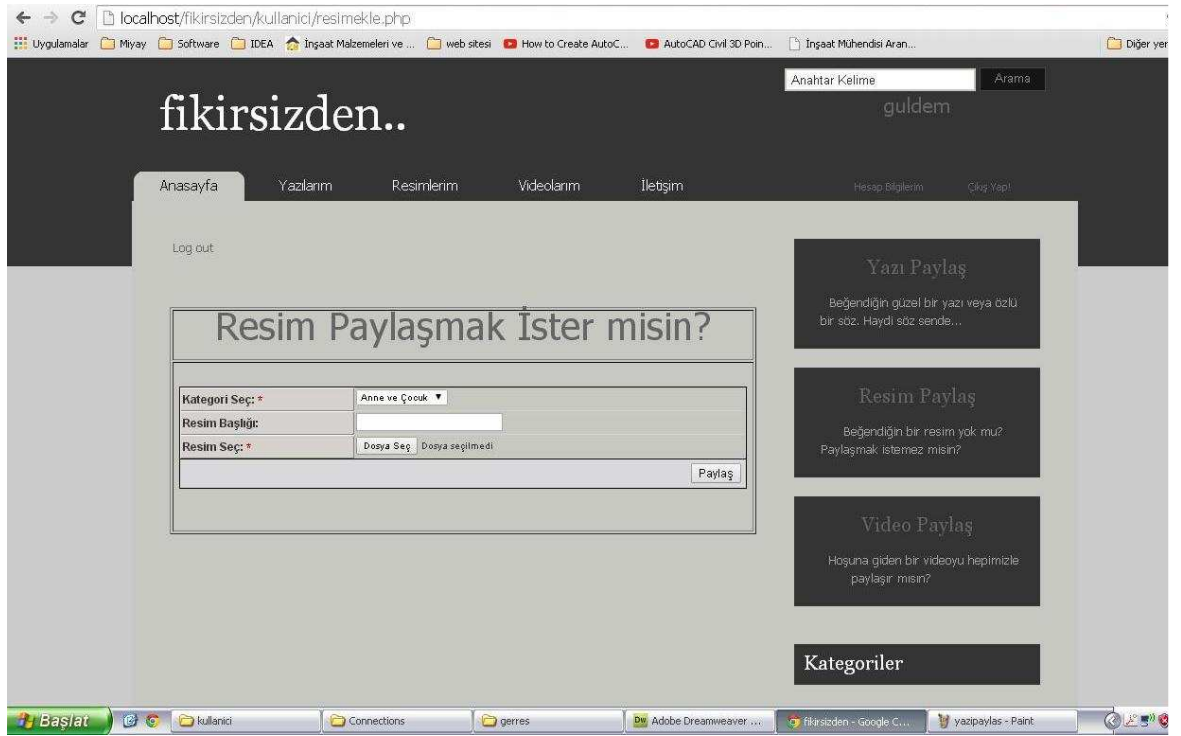 localhost/fikirsizden/kullanici/resimekle.php
Uygulamalar Miyay Software IDEA İnşaat Malzemeleri ve ... web sitesi How to Create AutoC... AutoCAD Civil 3D Poin... İnşaat Mühendisi Aran... Diğer yer
Anahtar Kelime Arama
fikirsizden..
guldem
Anasayfa Yazılarım Resimlerim Videolarım İletişim Hesap Bilgilerim Çıkış Yap!
Log out
Resim Paylaşmak İster misin?
Kategori Seç: * Anne ve Çocuk
Resim Başlığı:
Resim Seç: * Dosya Seç Dosya seçilmedi
Paylaş
Yazı Paylaş
Beğendiğin güzel bir yazı veya özlü
bir söz. Haydi söz sende...
Resim Paylaş
Beğendiğin bir resim yok mu?
Paylaşmak istemez misin?
Video Paylaş
Hoşuna giden bir videoyu hepimizle
paylaşır mısın?
Kategoriler
Başlat kullanici Connections gerres Dw Adobe Dreamweaver ... fikirsizden - Google C... yazipaylas - Paint